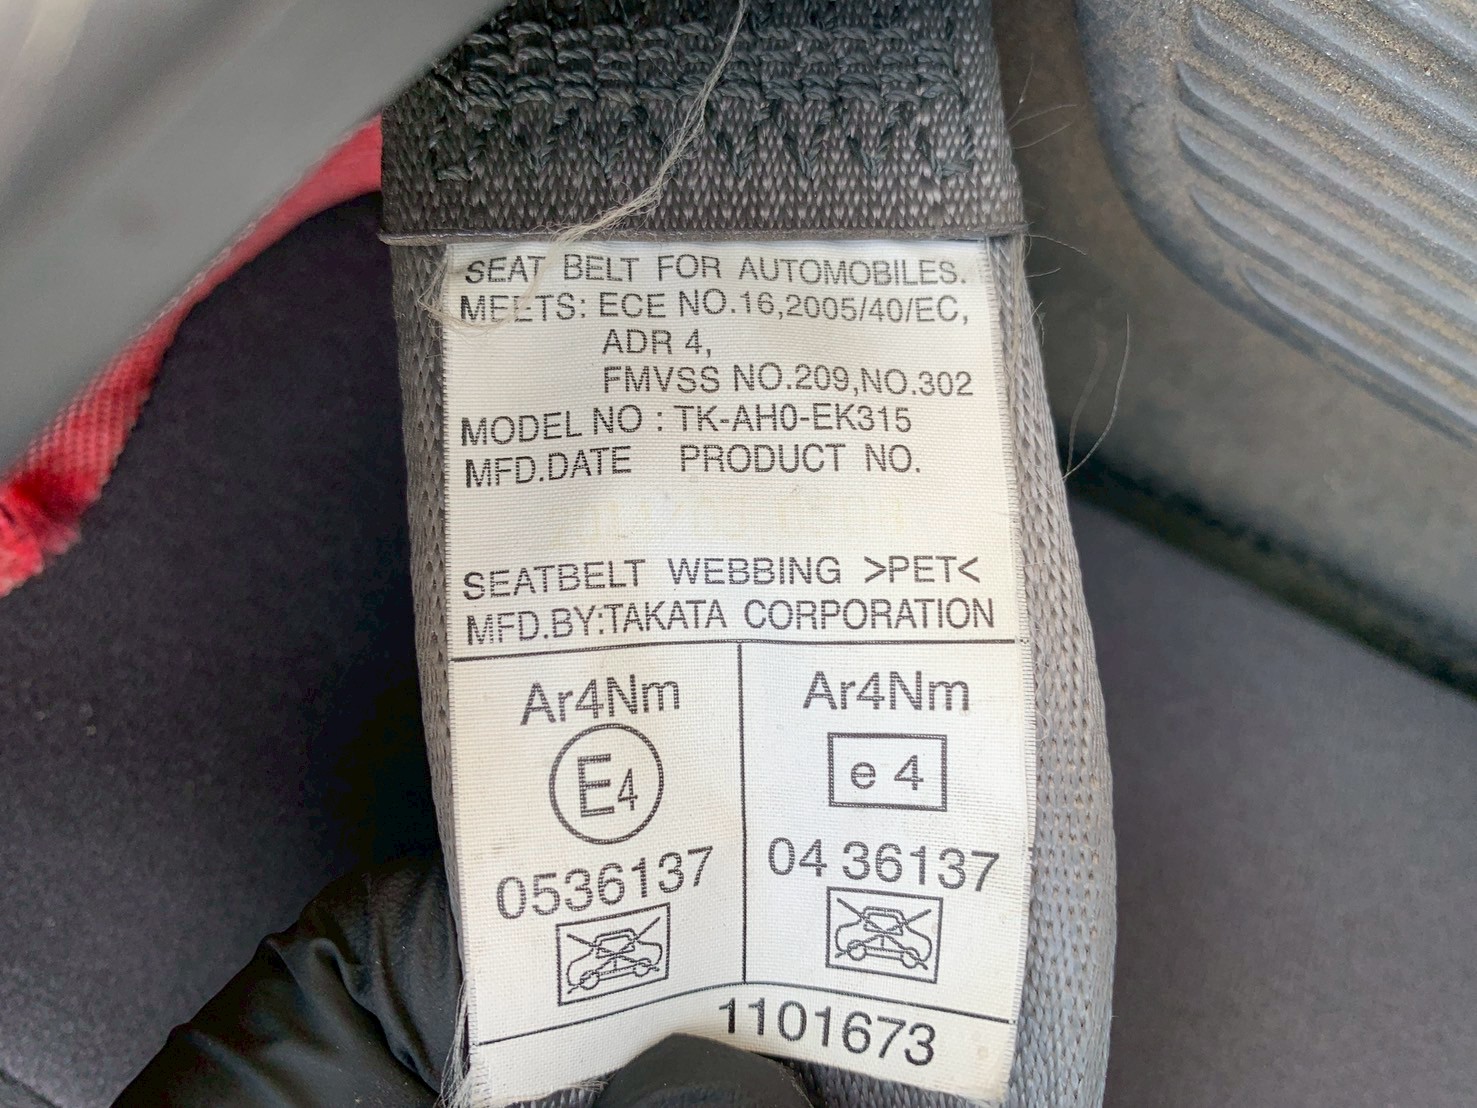 SEAT BELT FOR AUTOMOBILES.
MEETS: ECE NO.16,2005/40/EC,
ADR 4,
FMVSS NO.209,NO.302
MODEL NO : TK-AH0-EK315
MFD.DATE PRODUCT NO.
SEATBELT WEBBING >PET<
MFD.BY:TAKATA CORPORATION
Ar4Nm
E4
0536137
Ar4Nm
e 4
04 36137
1101673